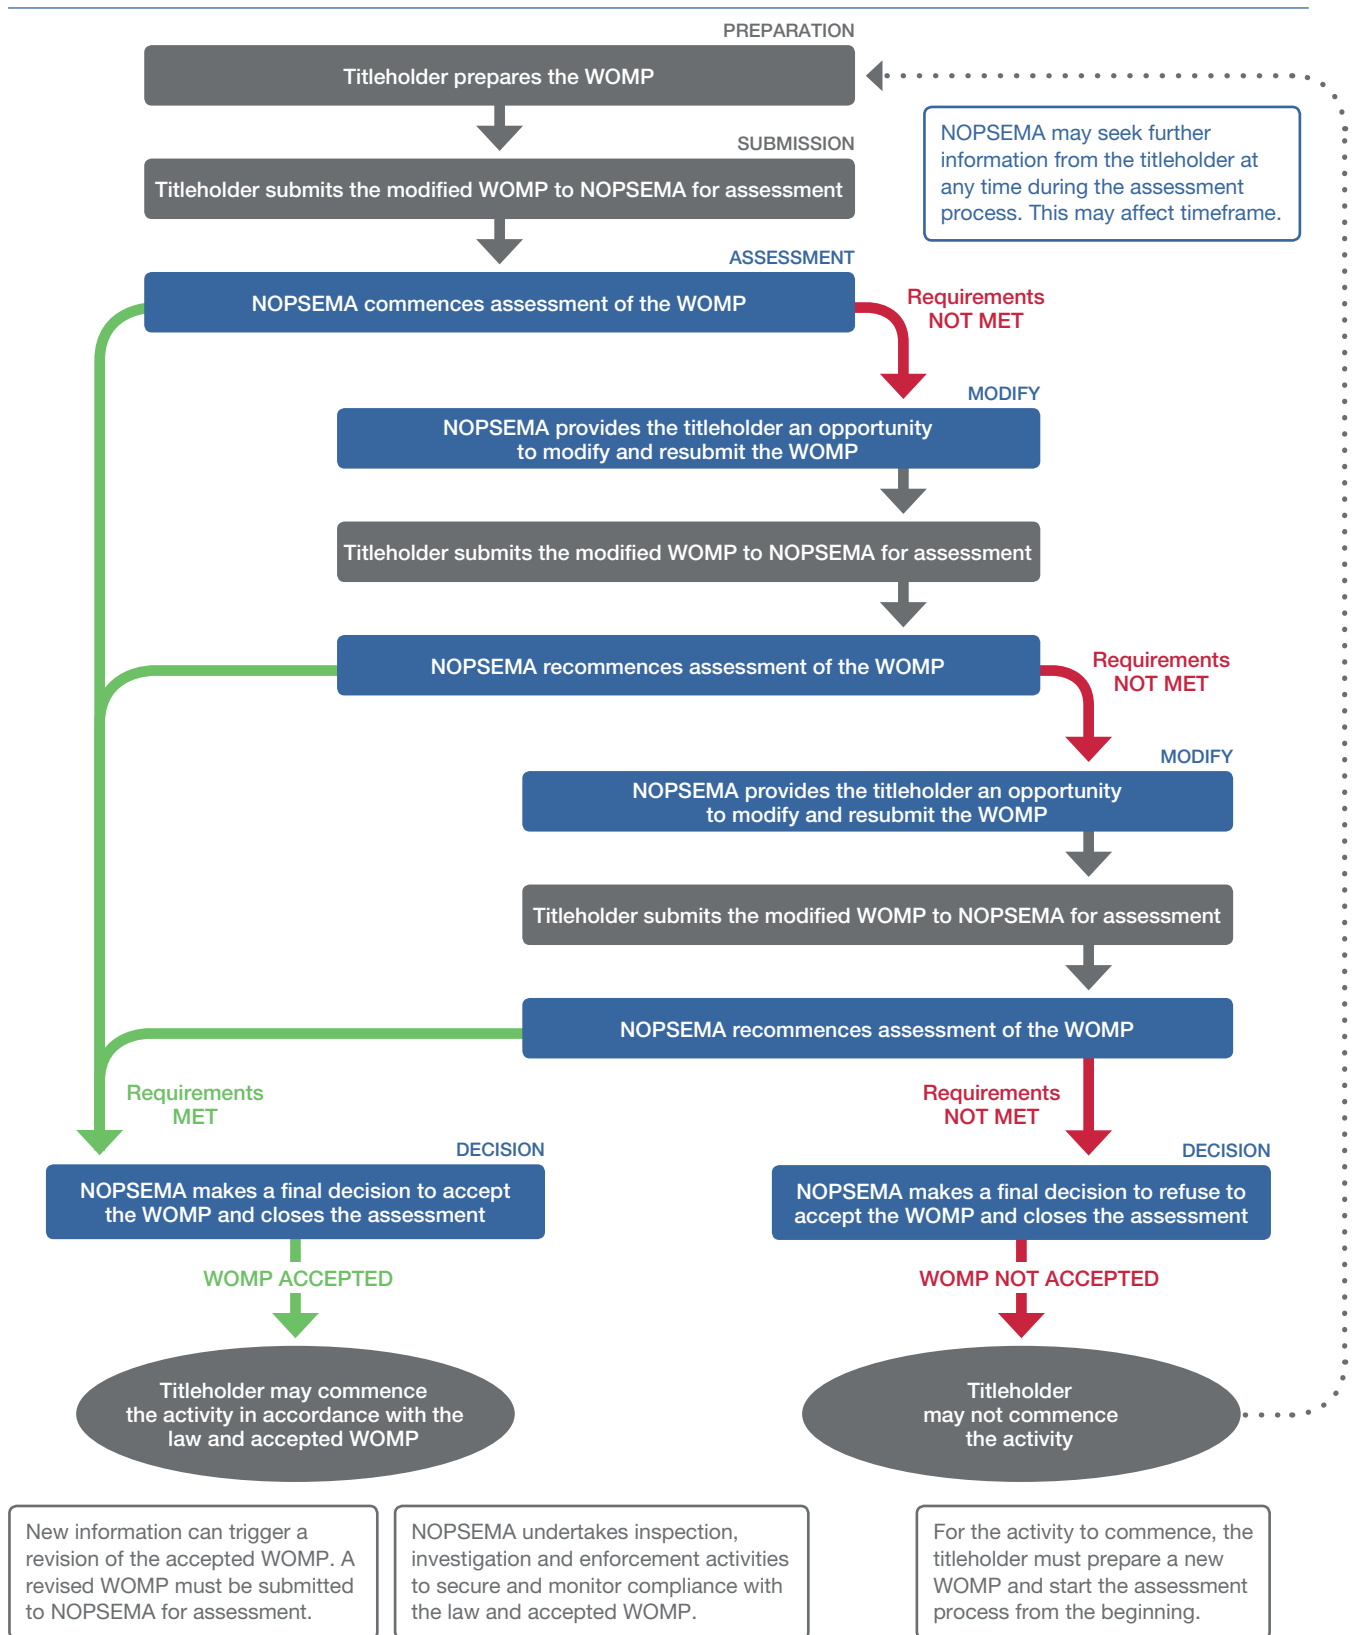 PREPARATION
Titleholder prepares the WOMP
NOPSEMA may seek further
information from the titleholder at
any time during the assessment
process. This may affect timeframe.
SUBMISSION
Titleholder submits the modified WOMP to NOPSEMA for assessment
ASSESSMENT
NOPSEMA commences assessment of the WOMP
Requirements
NOT MET
MODIFY
NOPSEMA provides the titleholder an opportunity
to modify and resubmit the WOMP
Titleholder submits the modified WOMP to NOPSEMA for assessment
NOPSEMA recommences assessment of the WOMP
Requirements
NOT MET
MODIFY
NOPSEMA provides the titleholder an opportunity
to modify and resubmit the WOMP
Titleholder submits the modified WOMP to NOPSEMA for assessment
NOPSEMA recommences assessment of the WOMP
Requirements
MET
Requirements
NOT MET
DECISION
NOPSEMA makes a final decision to accept
the WOMP and closes the assessment
DECISION
NOPSEMA makes a final decision to refuse to
accept the WOMP and closes the assessment
WOMP ACCEPTED
WOMP NOT ACCEPTED
Titleholder may commence
the activity in accordance with the
law and accepted WOMP
Titleholder
may not commence
the activity
New information can trigger a
revision of the accepted WOMP. A
revised WOMP must be submitted
to NOPSEMA for assessment.
NOPSEMA undertakes inspection,
investigation and enforcement activities
to secure and monitor compliance with
the law and accepted WOMP.
For the activity to commence, the
titleholder must prepare a new
WOMP and start the assessment
process from the beginning.